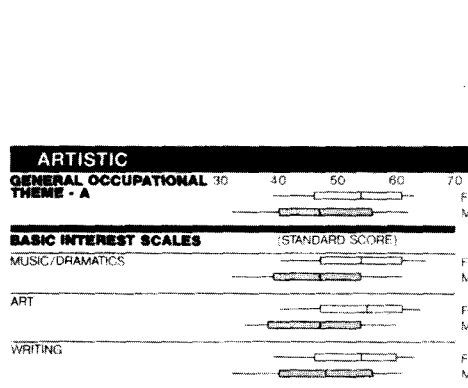 ARTISTIC
GENERAL OCCUPATIONAL 30 40 50 60 70
THEME - A F
M
BASIC INTEREST SCALES (STANDARD SCORE)
MUSIC/DRAMATICS F
M
ART F
M
WRITING F
M